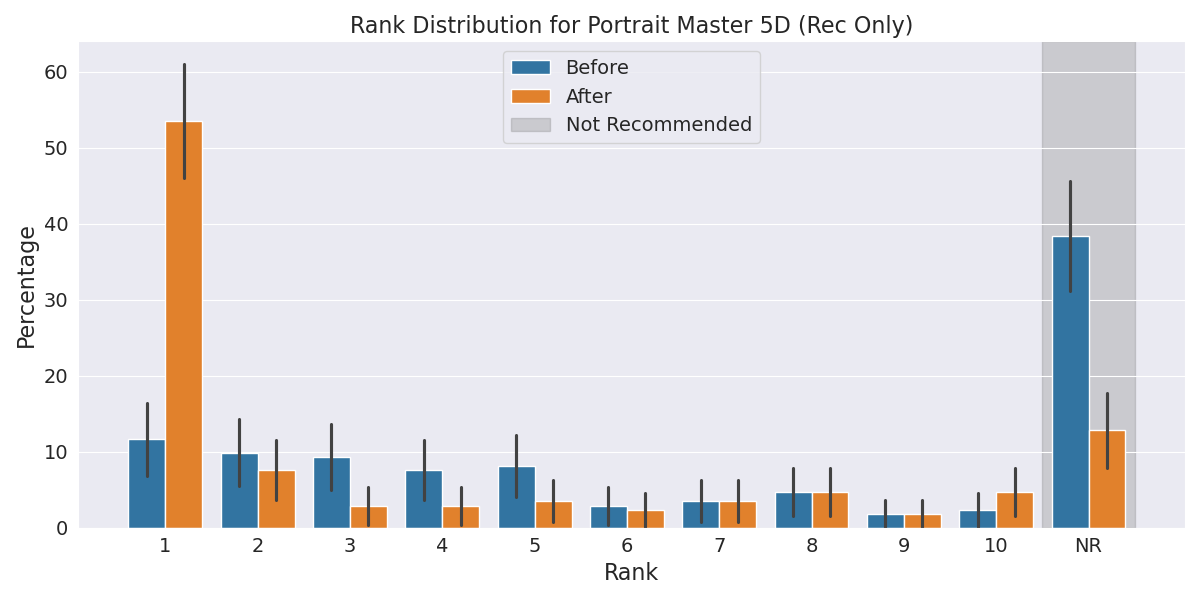 Rank Distribution for Portrait Master 5D (Rec Only)
Before
After
Not Recommended
Percentage
60
50
40
30
20
10
0
1 2 3 4 5 6 7 8 9 10 NR
Rank